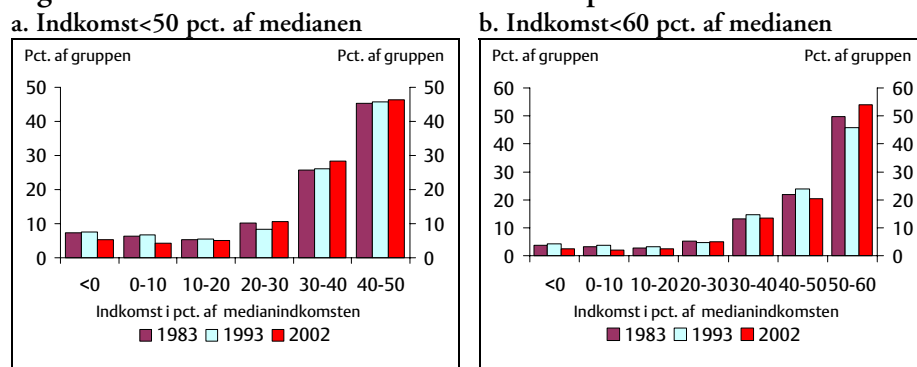 a. Indkomst<50 pct. af medianen
Pct. af gruppen Pct. af gruppen
50 50
40 40
30 30
20 20
10 10
0 0
<0 0-10 10-20 20-30 30-40 40-50
Indkomst i pct. af medianindkomsten
1983 1993 2002
b. Indkomst<60 pct. af medianen
Pct. af gruppen Pct. af gruppen
60 60
50 50
40 40
30 30
20 20
10 10
0 0
<0 0-10 10-20 20-30 30-40 40-50 50-60
Indkomst i pct. af medianindkomsten
1983 1993 2002